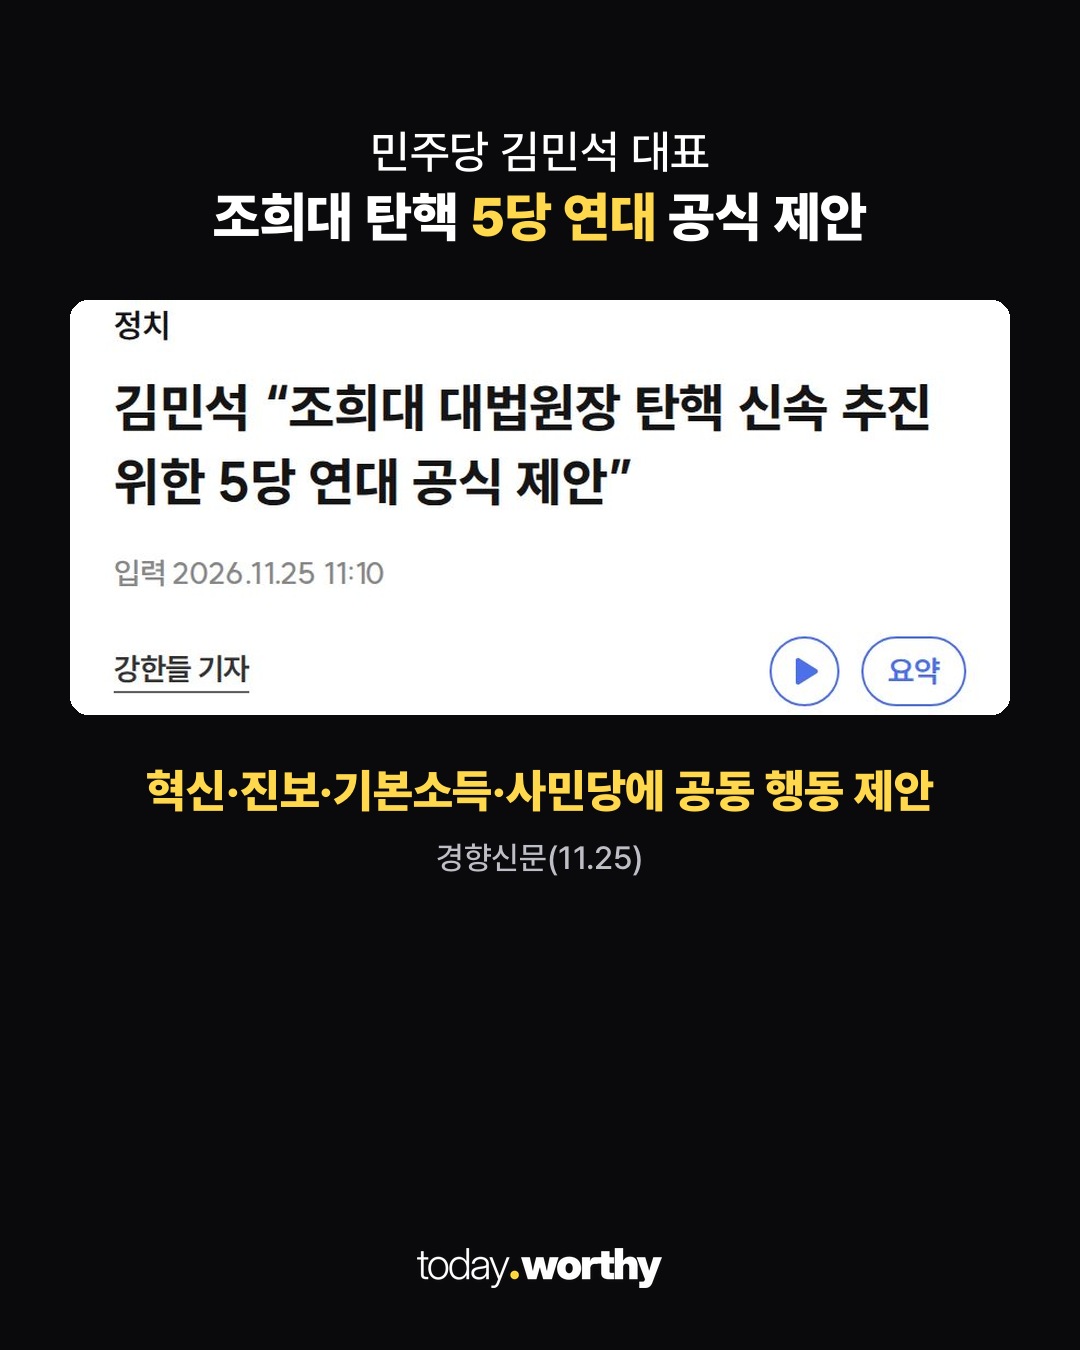 민주당 김민석 대표
조희대 탄핵 5당 연대 공식 제안
정치
김민석 “조희대 대법원장 탄핵 신속 추진
위한 5당 연대 공식 제안”
입력 2026.11.25 11:10
강한들 기자
요약
혁신·진보·기본소득·사민당에 공동 행동 제안
경향신문(11.25)
today.worthy